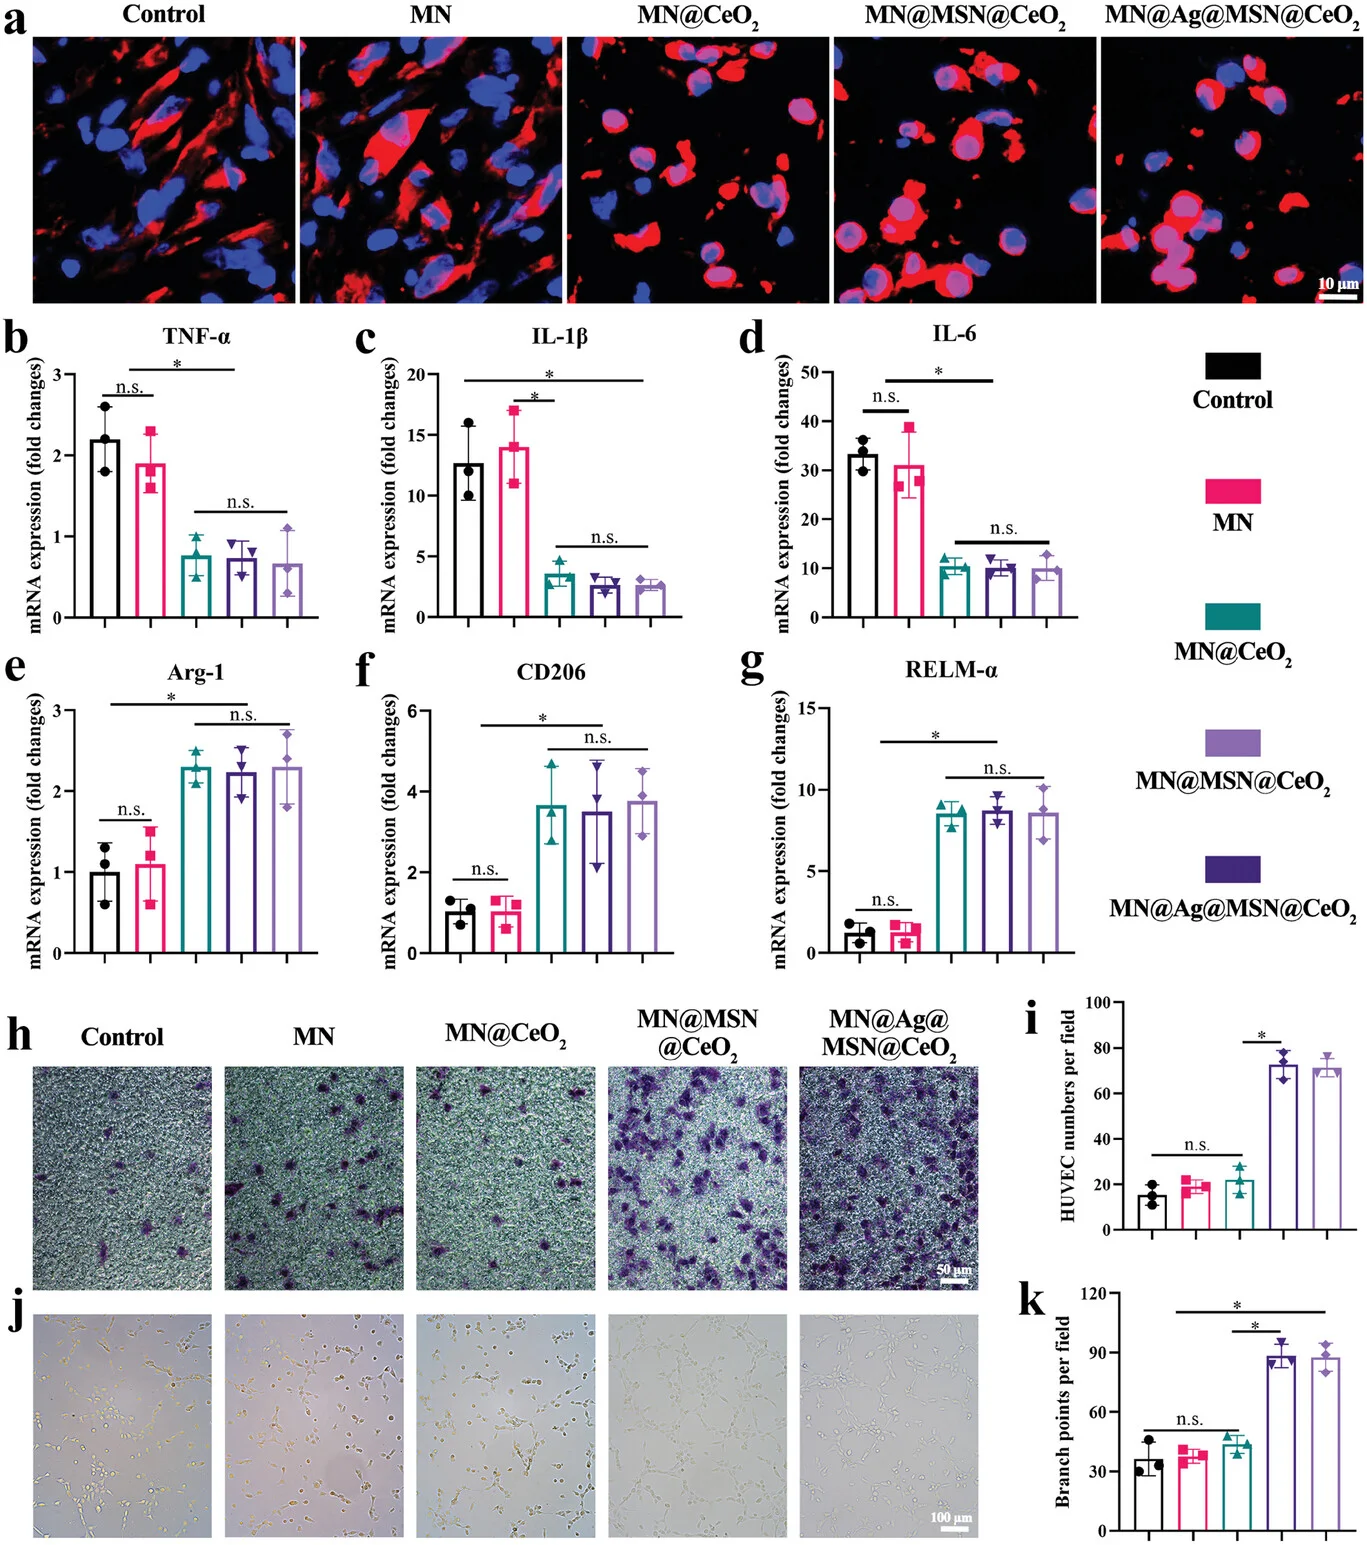 a
Control
MN
MN@CeO₂
MN@MSN@CeO₂
MN@Ag@MSN@CeO₂
10 μm
b
TNF-α
mRNA expression (fold changes)
3
2
1
0
n.s.
*
n.s.
c
IL-1β
mRNA expression (fold changes)
20
15
10
5
0
*
*
n.s.
d
IL-6
mRNA expression (fold changes)
50
40
30
20
10
0
n.s.
*
n.s.
Control
MN
MN@CeO₂
MN@MSN@CeO₂
MN@Ag@MSN@CeO₂
e
Arg-1
mRNA expression (fold changes)
3
2
1
0
*
n.s.
n.s.
f
CD206
mRNA expression (fold changes)
6
4
2
0
*
n.s.
n.s.
g
RELM-α
mRNA expression (fold changes)
15
10
5
0
*
n.s.
n.s.
h
Control
MN
MN@CeO₂
MN@MSN
@CeO₂
MN@Ag@
MSN@CeO₂
50 μm
i
HUVEC numbers per field
100
80
60
40
20
0
*
n.s.
j
100 μm
k
Branch points per field
120
90
60
30
0
*
*
n.s.